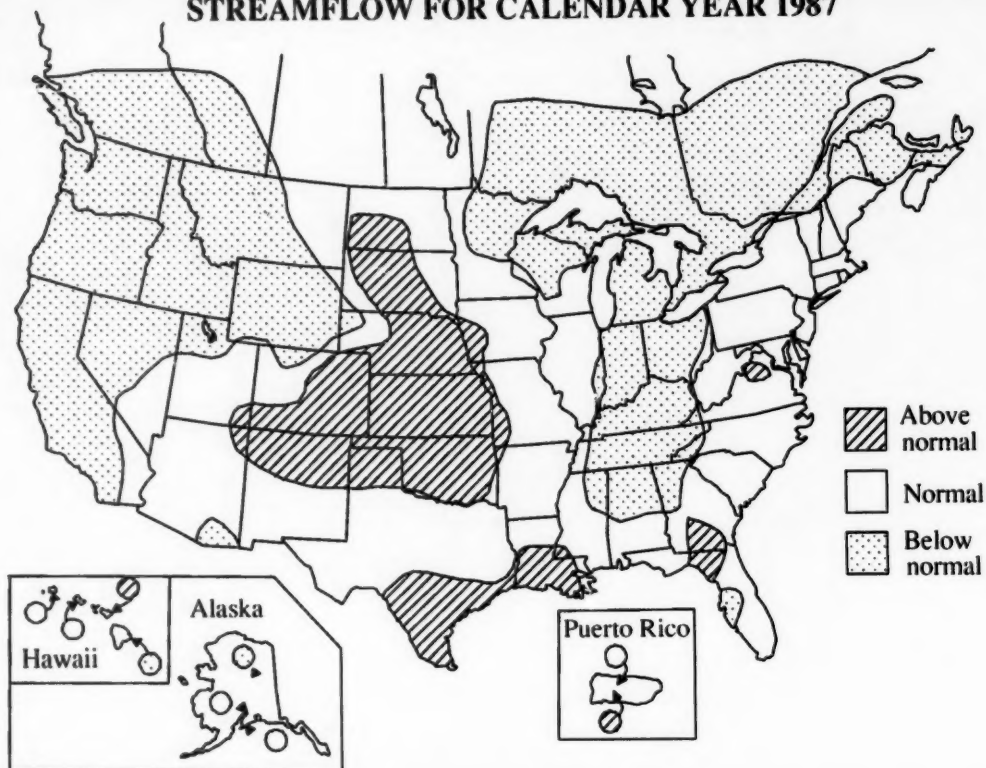 STREAMFLOW FOR CALENDAR YEAR 1987
Above
normal
Normal
Below
normal
Alaska
Hawaii
Puerto Rico